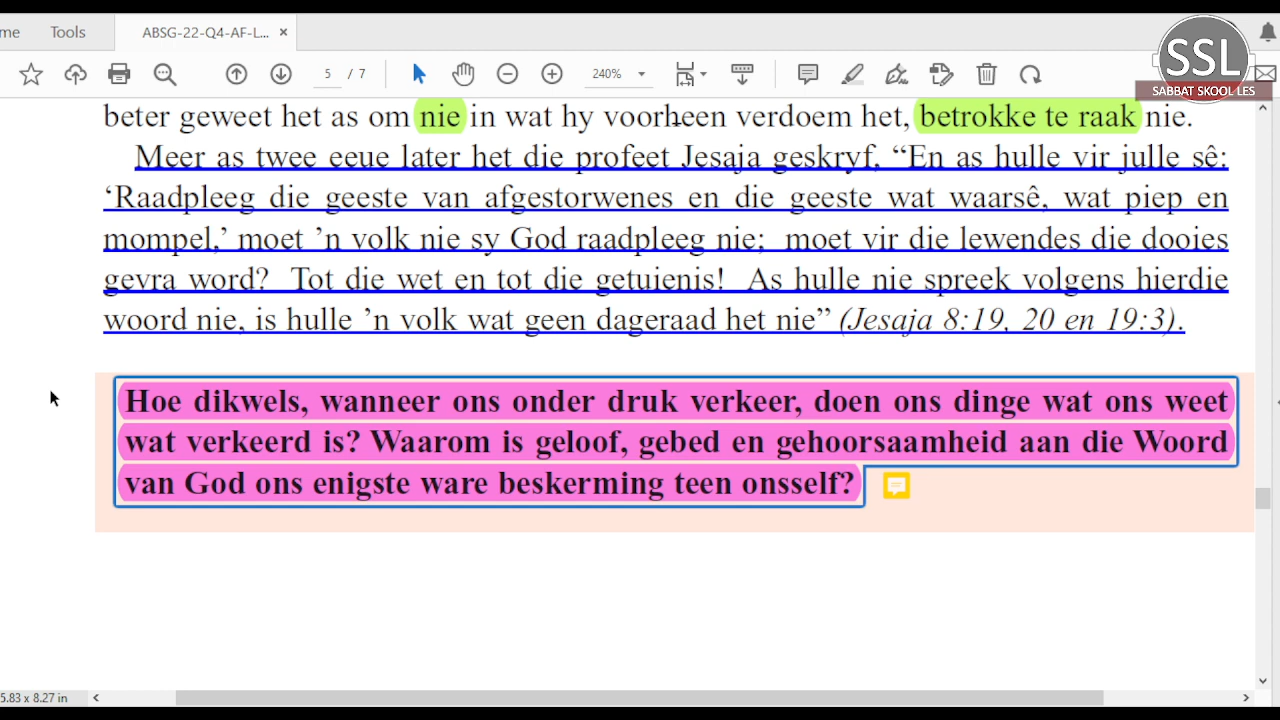 me Tools ABSG-22-Q4-AF-L... ×
5 / 7 240%
SSL
SABBAT SKOOL LES
beter geweet het as om nie in wat hy voorheen verdoem het, betrokke te raak nie.
Meer as twee eeue later het die profeet Jesaja geskryf, “En as hulle vir julle sê:
‘Raadpleeg die geeste van afgestorwenes en die geeste wat waarsê, wat piep en
mompel,’ moet ’n volk nie sy God raadpleeg nie; moet vir die lewendes die dooies
gevra word? Tot die wet en tot die getuienis! As hulle nie spreek volgens hierdie
woord nie, is hulle ’n volk wat geen dageraad het nie” (Jesaja 8:19, 20 en 19:3).
Hoe dikwels, wanneer ons onder druk verkeer, doen ons dinge wat ons weet
wat verkeerd is? Waarom is geloof, gebed en gehoorsaamheid aan die Woord
van God ons enigste ware beskerming teen onsself?
5.83 x 8.27 in